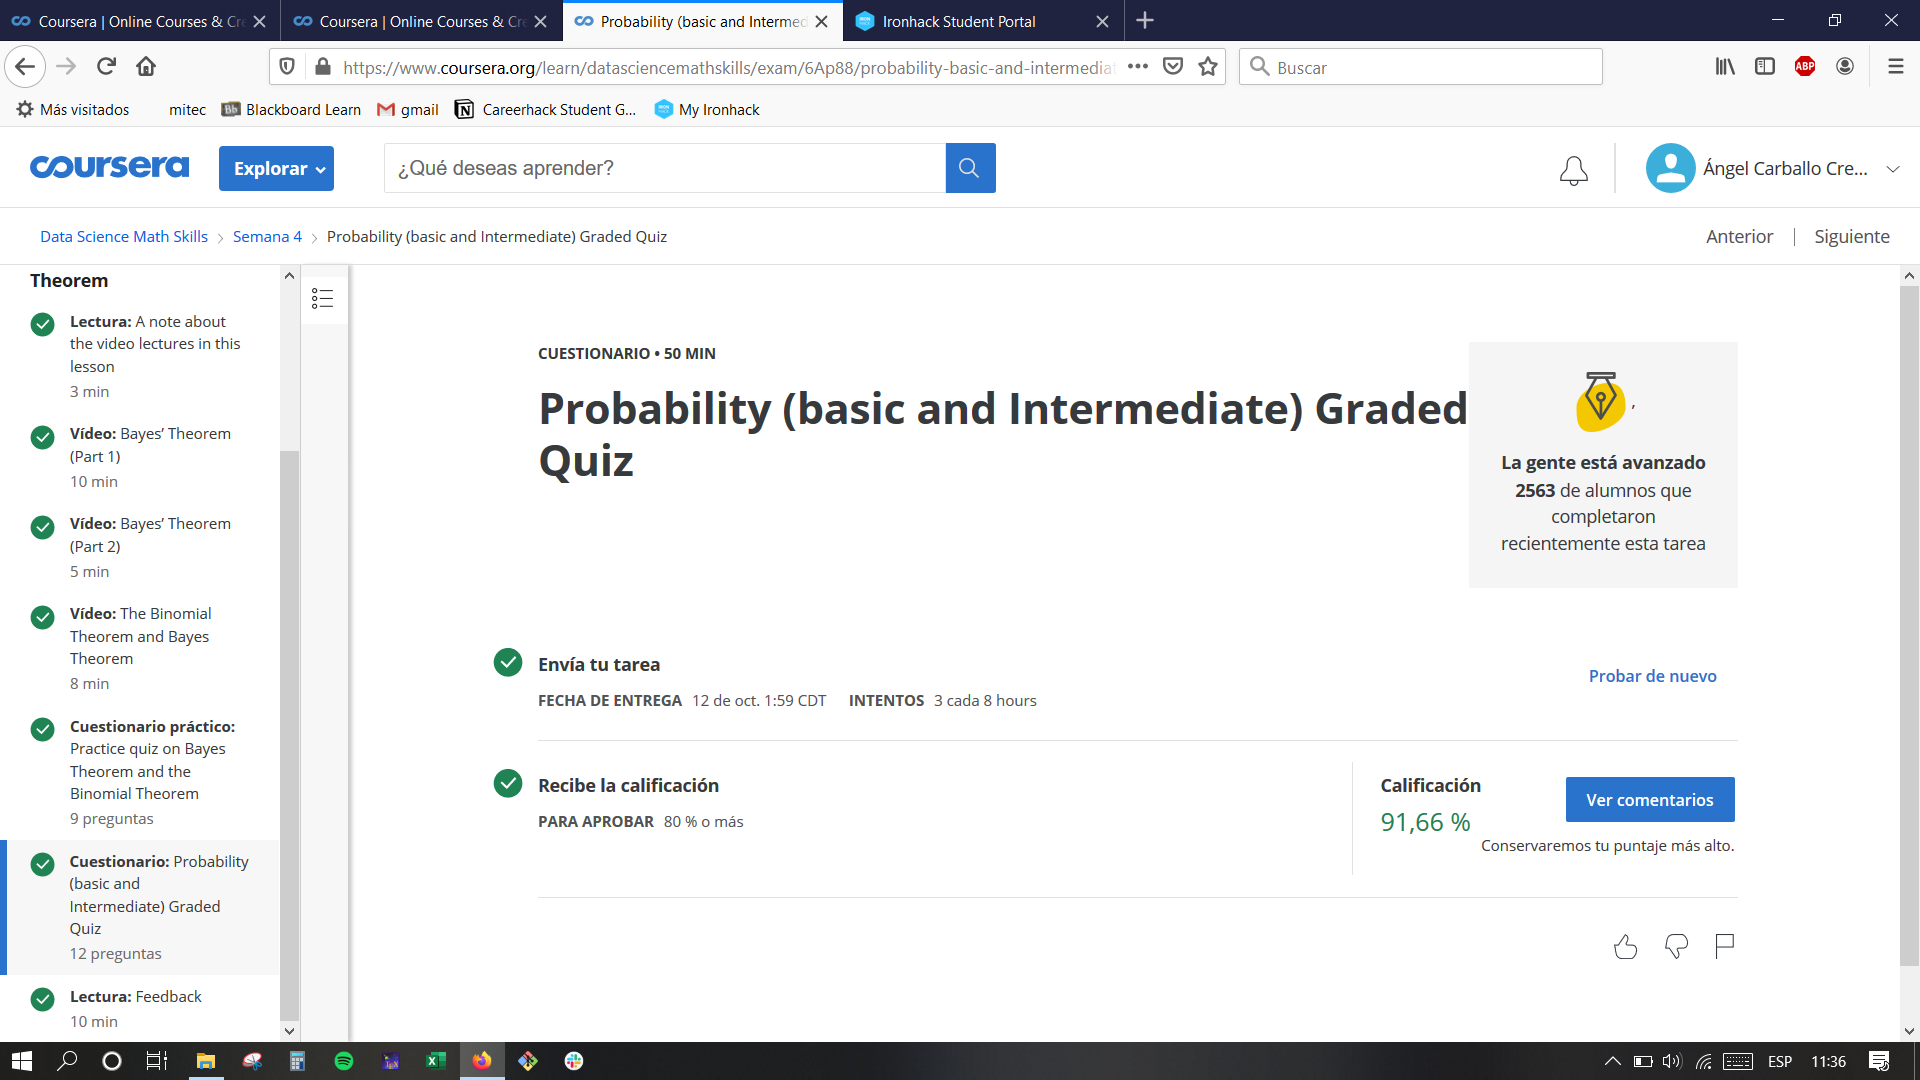 Coursera | Online Courses & Cre
Coursera | Online Courses & Cre
Probability (basic and Intermed
Ironhack Student Portal
https://www.coursera.org/learn/datasciencemathskills/exam/6Ap88/probability-basic-and-intermediat
Buscar
ABP
Más visitados
mitec
Bb Blackboard Learn
gmail
Careerhack Student G...
My Ironhack
coursera
Explorar
¿Qué deseas aprender?
Ángel Carballo Cre...
Data Science Math Skills > Semana 4 > Probability (basic and Intermediate) Graded Quiz
Anterior | Siguiente
Theorem
Lectura: A note about
the video lectures in this
lesson
3 min
Vídeo: Bayes’ Theorem
(Part 1)
10 min
Vídeo: Bayes’ Theorem
(Part 2)
5 min
Vídeo: The Binomial
Theorem and Bayes
Theorem
8 min
Cuestionario práctico:
Practice quiz on Bayes
Theorem and the
Binomial Theorem
9 preguntas
Cuestionario: Probability
(basic and
Intermediate) Graded
Quiz
12 preguntas
Lectura: Feedback
10 min
CUESTIONARIO • 50 MIN
Probability (basic and Intermediate) Graded
Quiz
,
La gente está avanzado
2563 de alumnos que
completaron
recientemente esta tarea
Envía tu tarea
FECHA DE ENTREGA 12 de oct. 1:59 CDT INTENTOS 3 cada 8 hours
Probar de nuevo
Recibe la calificación
PARA APROBAR 80 % o más
Calificación
91,66 %
Ver comentarios
Conservaremos tu puntaje más alto.
ESP
11:36